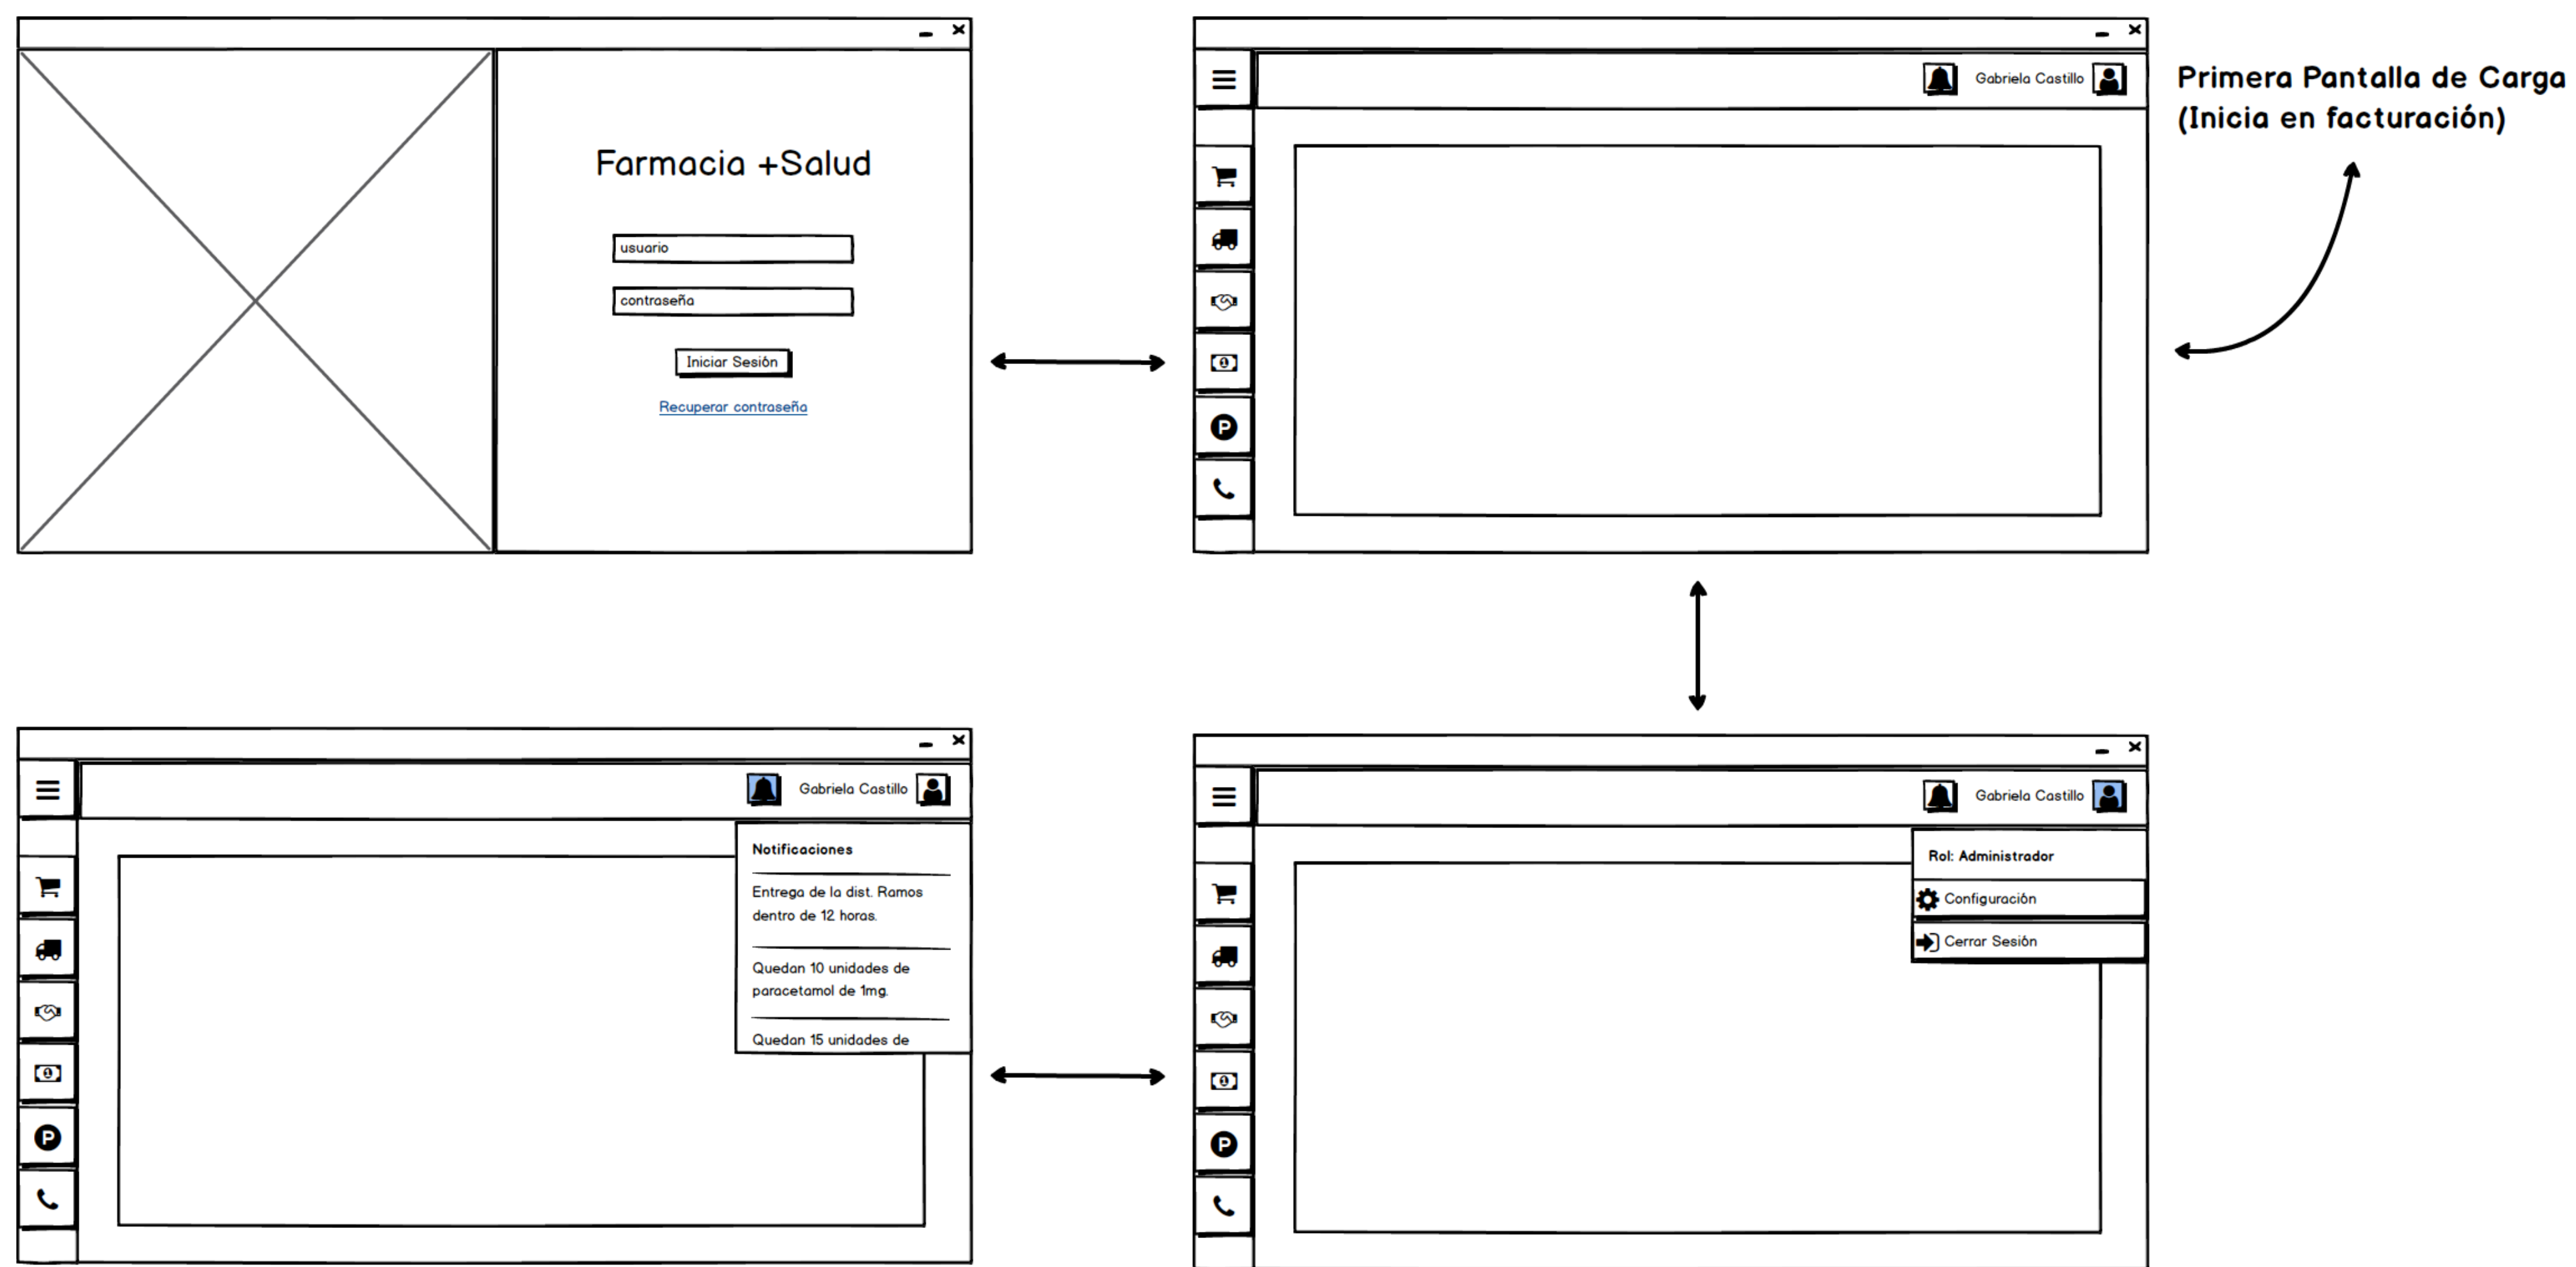 Farmacia +Salud
usuario
contraseña
Iniciar Sesión
Recuperar contraseña
Gabriela Castillo
Primera Pantalla de Carga
(Inicia en facturación)
Gabriela Castillo
Notificaciones
Entrega de la dist. Ramos
dentro de 12 horas.
Quedan 10 unidades de
paracetamol de 1mg.
Quedan 15 unidades de
Gabriela Castillo
Rol: Administrador
Configuración
Cerrar Sesión